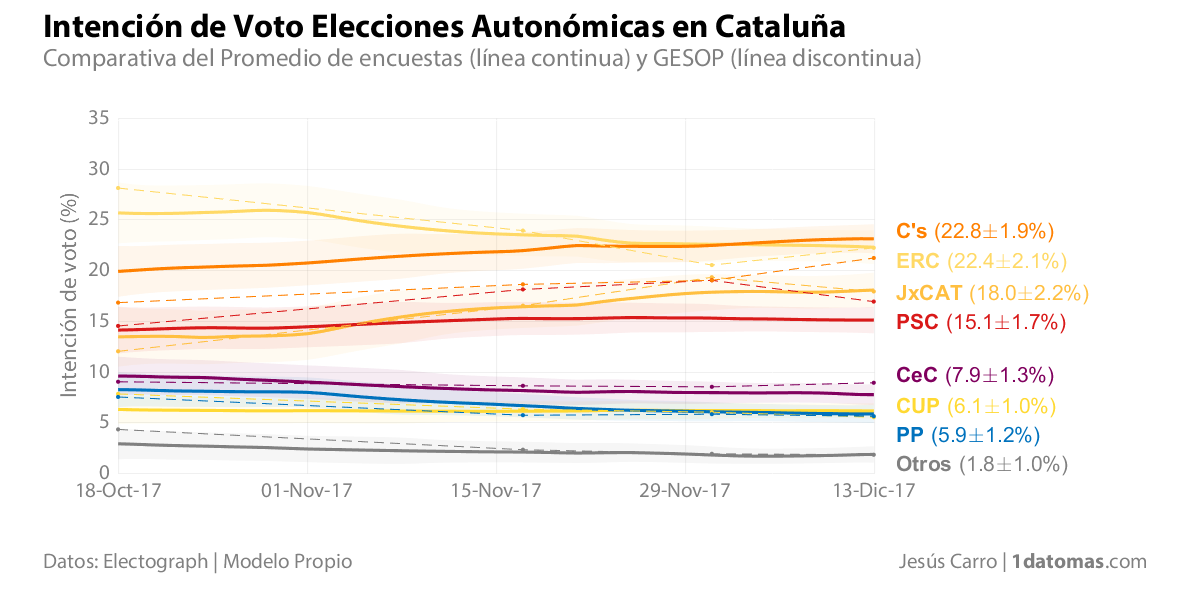 Intención de Voto Elecciones Autonómicas en Cataluña
Comparativa del Promedio de encuestas (línea continua) y GESOP (línea discontinua)
Intención de voto (%)
35
30
25
20
15
10
5
0
18-Oct-17
01-Nov-17
15-Nov-17
29-Nov-17
13-Dic-17
C's (22.8±1.9%)
ERC (22.4±2.1%)
JxCAT (18.0±2.2%)
PSC (15.1±1.7%)
CeC (7.9±1.3%)
CUP (6.1±1.0%)
PP (5.9±1.2%)
Otros (1.8±1.0%)
Datos: Electograph | Modelo Propio
Jesús Carro | 1datomas.com